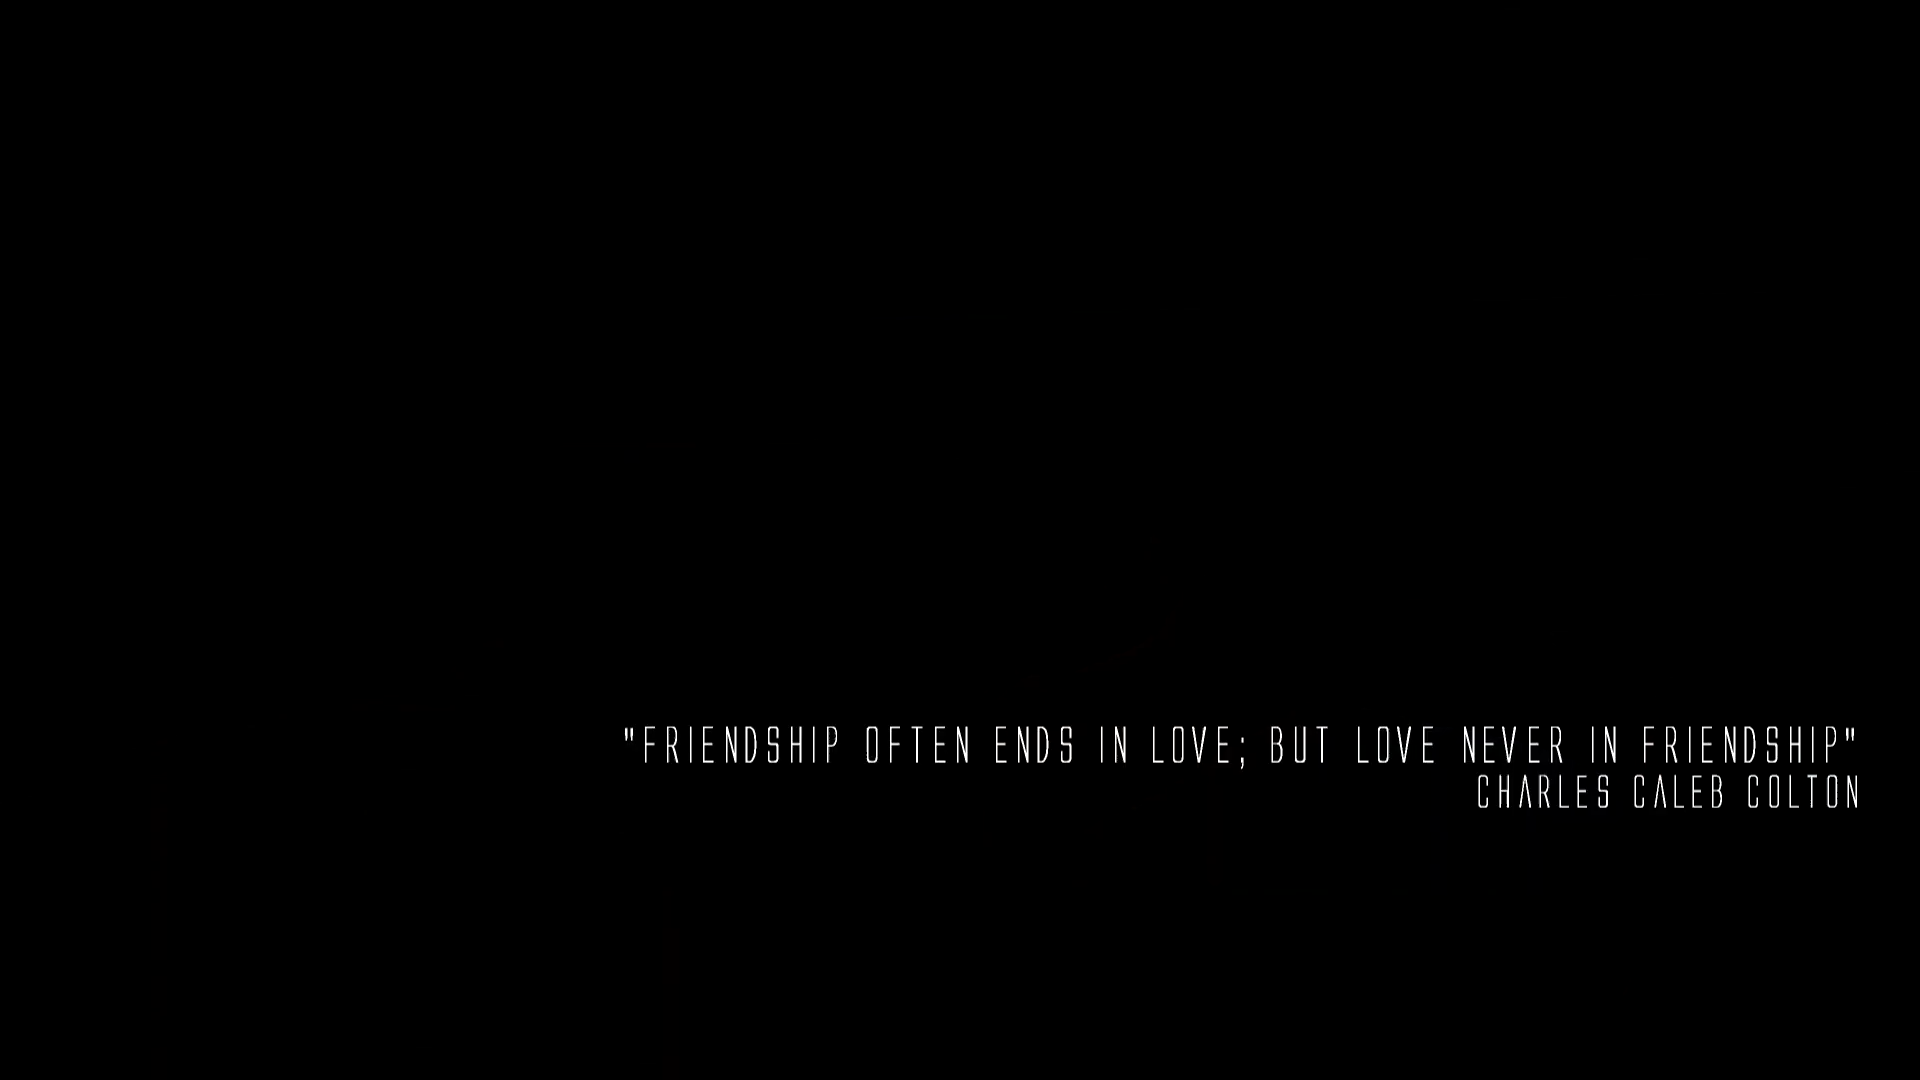 "FRIENDSHIP OFTEN ENDS IN LOVE; BUT LOVE NEVER IN FRIENDSHIP"
CHARLES CALEB COLTON